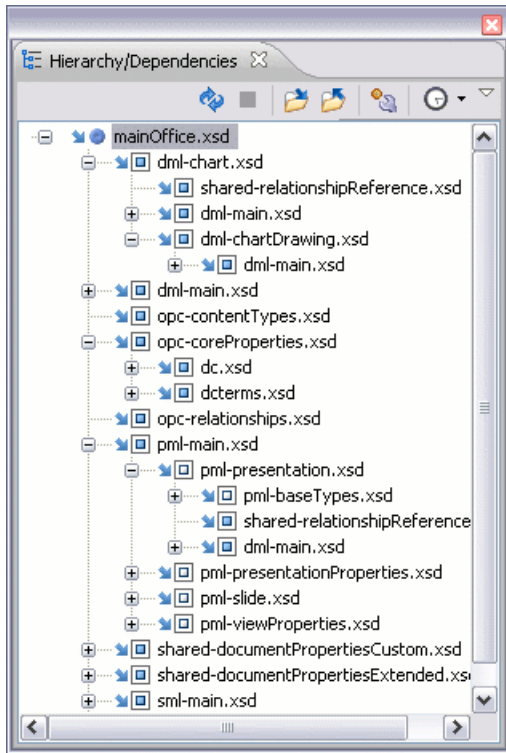 Hierarchy/Dependencies
mainOffice.xsd
dml-chart.xsd
shared-relationshipReference.xsd
dml-main.xsd
dml-chartDrawing.xsd
dml-main.xsd
dml-main.xsd
opc-contentTypes.xsd
opc-coreProperties.xsd
dc.xsd
dcterms.xsd
opc-relationships.xsd
pml-main.xsd
pml-presentation.xsd
pml-baseTypes.xsd
shared-relationshipReference
dml-main.xsd
pml-presentationProperties.xsd
pml-slide.xsd
pml-viewProperties.xsd
shared-documentPropertiesCustom.xsd
shared-documentPropertiesExtended.xs
sml-main.xsd